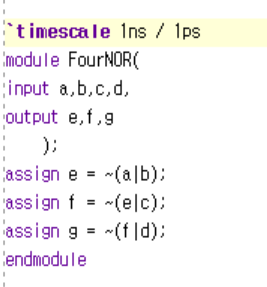 `timescale 1ns / 1ps
module FourNOR(
input a,b,c,d,
output e,f,g
    );
assign e = ~(a|b);
assign f = ~(e|c);
assign g = ~(f|d);
endmodule